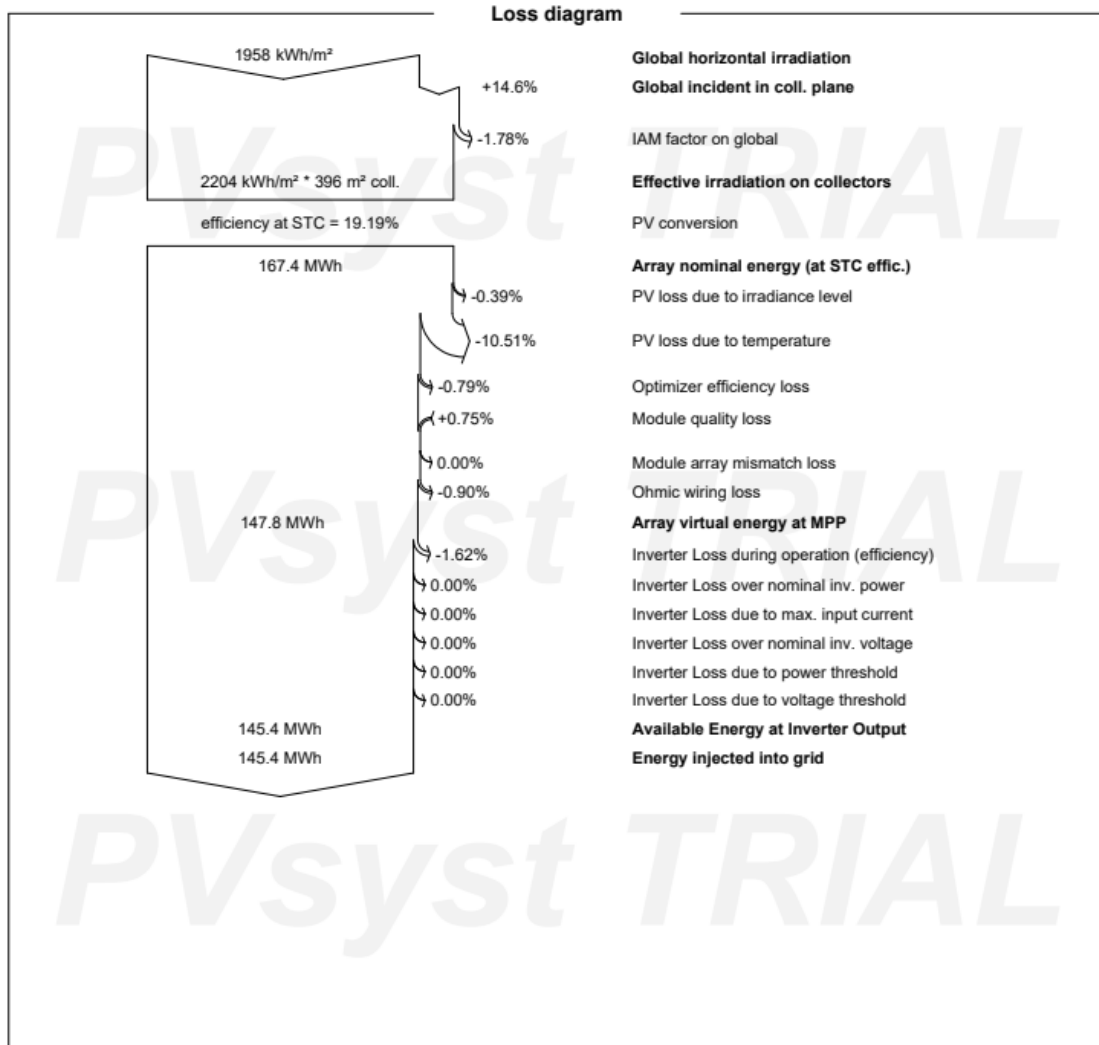 Loss diagram
1958 kWh/m² Global horizontal irradiation
+14.6% Global incident in coll. plane
-1.78% IAM factor on global
PVsyst TRIAL
2204 kWh/m² * 396 m² coll. Effective irradiation on collectors
efficiency at STC = 19.19% PV conversion
167.4 MWh Array nominal energy (at STC effic.)
-0.39% PV loss due to irradiance level
-10.51% PV loss due to temperature
-0.79% Optimizer efficiency loss
+0.75% Module quality loss
0.00% Module array mismatch loss
-0.90% Ohmic wiring loss
PVsyst TRIAL
147.8 MWh Array virtual energy at MPP
-1.62% Inverter Loss during operation (efficiency)
0.00% Inverter Loss over nominal inv. power
0.00% Inverter Loss due to max. input current
0.00% Inverter Loss over nominal inv. voltage
0.00% Inverter Loss due to power threshold
0.00% Inverter Loss due to voltage threshold
145.4 MWh Available Energy at Inverter Output
145.4 MWh Energy injected into grid
PVsyst TRIAL